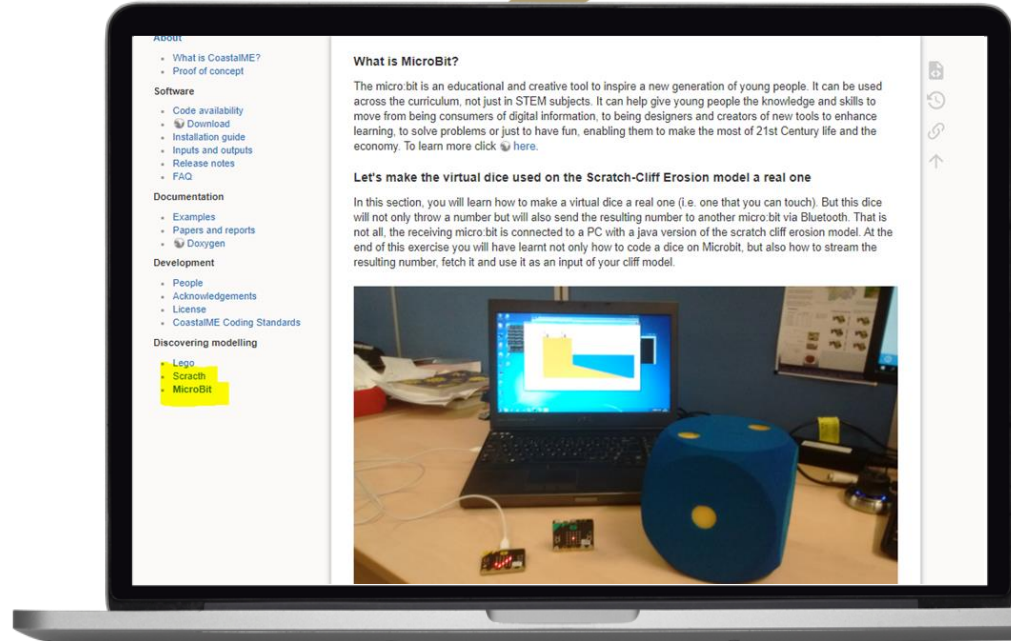 About
What is CoastalME?
Proof of concept
Software
Code availability
Download
Installation guide
Inputs and outputs
Release notes
FAQ
Documentation
Examples
Papers and reports
Doxygen
Development
People
Acknowledgements
License
CoastalME Coding Standards
Discovering modelling
Lego
Scracth
MicroBit
What is MicroBit?
The micro:bit is an educational and creative tool to inspire a new generation of young people. It can be used
across the curriculum, not just in STEM subjects. It can help give young people the knowledge and skills to
move from being consumers of digital information, to being designers and creators of new tools to enhance
learning, to solve problems or just to have fun, enabling them to make the most of 21st Century life and the
economy. To learn more click here.
Let's make the virtual dice used on the Scratch-Cliff Erosion model a real one
In this section, you will learn how to make a virtual dice a real one (i.e. one that you can touch). But this dice
will not only throw a number but will also send the resulting number to another micro:bit via Bluetooth. That is
not all, the receiving micro:bit is connected to a PC with a java version of the scratch cliff erosion model. At the
end of this exercise you will have learnt not only how to code a dice on Microbit, but also how to stream the
resulting number, fetch it and use it as an input of your cliff model.